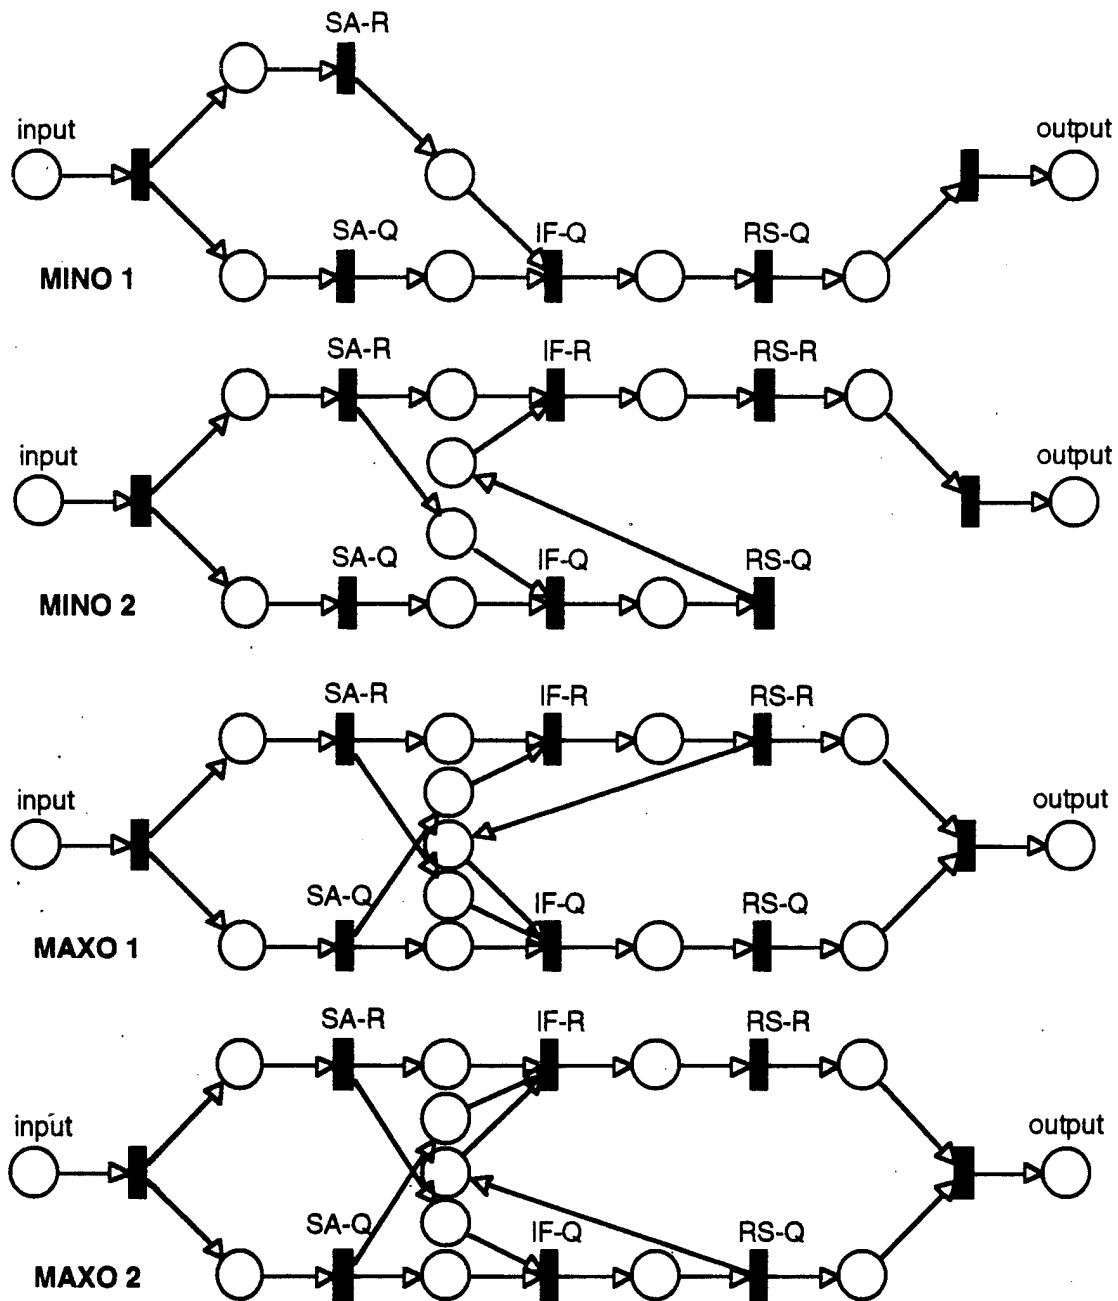 SA-R
input
output
SA-Q
IF-Q
RS-Q
MINO 1
SA-R
IF-R
RS-R
input
output
SA-Q
IF-Q
RS-Q
MINO 2
SA-R
IF-R
RS-R
input
output
SA-Q
IF-Q
RS-Q
MAXO 1
SA-R
IF-R
RS-R
input
output
SA-Q
IF-Q
RS-Q
MAXO 2